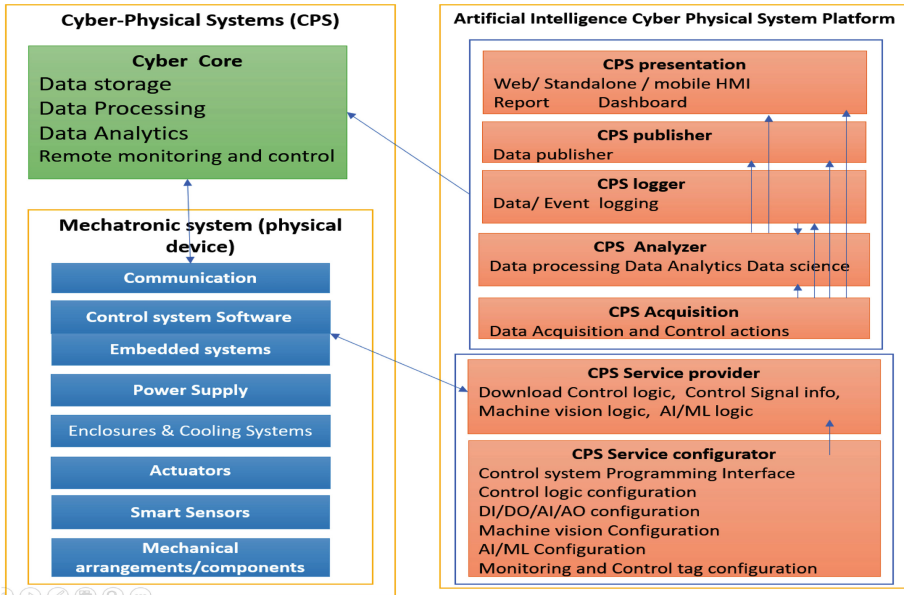 Cyber-Physical Systems (CPS)
Cyber Core
Data storage
Data Processing
Data Analytics
Remote monitoring and control
Mechatronic system (physical
device)
Communication
Control system Software
Embedded systems
Power Supply
Enclosures & Cooling Systems
Actuators
Smart Sensors
Mechanical
arrangements/components
Artificial Intelligence Cyber Physical System Platform
CPS presentation
Web/ Standalone / mobile HMI
Report Dashboard
CPS publisher
Data publisher
CPS logger
Data/ Event logging
CPS Analyzer
Data processing Data Analytics Data science
CPS Acquisition
Data Acquisition and Control actions
CPS Service provider
Download Control logic, Control Signal info,
Machine vision logic, AI/ML logic
CPS Service configurator
Control system Programming Interface
Control logic configuration
DI/DO/AI/AO configuration
Machine vision Configuration
AI/ML Configuration
Monitoring and Control tag configuration